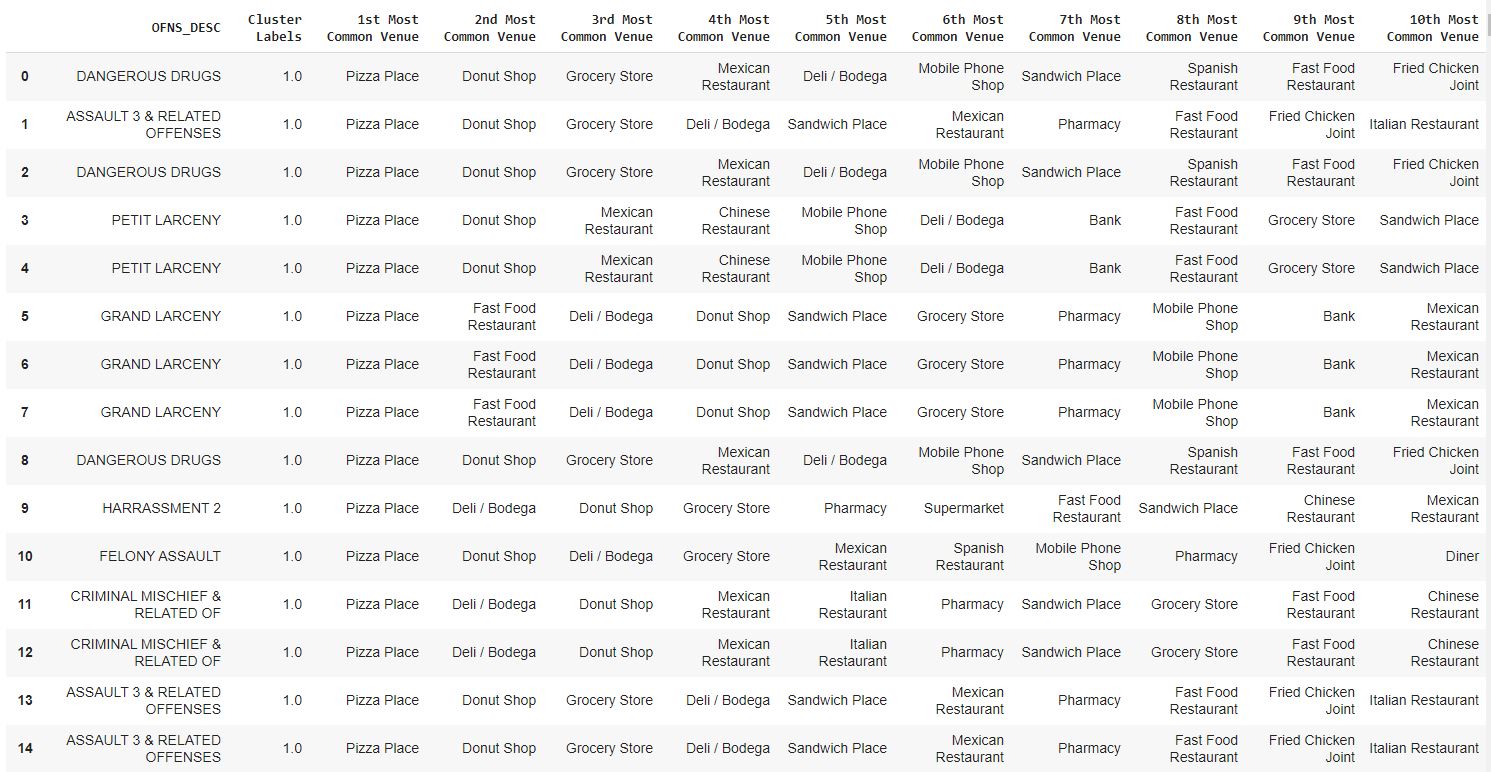 OFNS_DESC Cluster Labels 1st Most Common Venue 2nd Most Common Venue 3rd Most Common Venue 4th Most Common Venue 5th Most Common Venue 6th Most Common Venue 7th Most Common Venue 8th Most Common Venue 9th Most Common Venue 10th Most Common Venue
0 DANGEROUS DRUGS 1.0 Pizza Place Donut Shop Grocery Store Mexican Restaurant Deli / Bodega Mobile Phone Shop Sandwich Place Spanish Restaurant Fast Food Restaurant Fried Chicken Joint
1 ASSAULT 3 & RELATED OFFENSES 1.0 Pizza Place Donut Shop Grocery Store Deli / Bodega Sandwich Place Mexican Restaurant Pharmacy Fast Food Restaurant Fried Chicken Joint Italian Restaurant
2 DANGEROUS DRUGS 1.0 Pizza Place Donut Shop Grocery Store Mexican Restaurant Deli / Bodega Mobile Phone Shop Sandwich Place Spanish Restaurant Fast Food Restaurant Fried Chicken Joint
3 PETIT LARCENY 1.0 Pizza Place Donut Shop Mexican Restaurant Chinese Restaurant Mobile Phone Shop Deli / Bodega Bank Fast Food Restaurant Grocery Store Sandwich Place
4 PETIT LARCENY 1.0 Pizza Place Donut Shop Mexican Restaurant Chinese Restaurant Mobile Phone Shop Deli / Bodega Bank Fast Food Restaurant Grocery Store Sandwich Place
5 GRAND LARCENY 1.0 Pizza Place Fast Food Restaurant Deli / Bodega Donut Shop Sandwich Place Grocery Store Pharmacy Mobile Phone Shop Bank Mexican Restaurant
6 GRAND LARCENY 1.0 Pizza Place Fast Food Restaurant Deli / Bodega Donut Shop Sandwich Place Grocery Store Pharmacy Mobile Phone Shop Bank Mexican Restaurant
7 GRAND LARCENY 1.0 Pizza Place Fast Food Restaurant Deli / Bodega Donut Shop Sandwich Place Grocery Store Pharmacy Mobile Phone Shop Bank Mexican Restaurant
8 DANGEROUS DRUGS 1.0 Pizza Place Donut Shop Grocery Store Mexican Restaurant Deli / Bodega Mobile Phone Shop Sandwich Place Spanish Restaurant Fast Food Restaurant Fried Chicken Joint
9 HARRASSMENT 2 1.0 Pizza Place Deli / Bodega Donut Shop Grocery Store Pharmacy Supermarket Fast Food Restaurant Sandwich Place Chinese Restaurant Mexican Restaurant
10 FELONY ASSAULT 1.0 Pizza Place Donut Shop Deli / Bodega Grocery Store Mexican Restaurant Spanish Restaurant Mobile Phone Shop Pharmacy Fried Chicken Joint Diner
11 CRIMINAL MISCHIEF & RELATED OF 1.0 Pizza Place Deli / Bodega Donut Shop Mexican Restaurant Italian Restaurant Pharmacy Sandwich Place Grocery Store Fast Food Restaurant Chinese Restaurant
12 CRIMINAL MISCHIEF & RELATED OF 1.0 Pizza Place Deli / Bodega Donut Shop Mexican Restaurant Italian Restaurant Pharmacy Sandwich Place Grocery Store Fast Food Restaurant Chinese Restaurant
13 ASSAULT 3 & RELATED OFFENSES 1.0 Pizza Place Donut Shop Grocery Store Deli / Bodega Sandwich Place Mexican Restaurant Pharmacy Fast Food Restaurant Fried Chicken Joint Italian Restaurant
14 ASSAULT 3 & RELATED OFFENSES 1.0 Pizza Place Donut Shop Grocery Store Deli / Bodega Sandwich Place Mexican Restaurant Pharmacy Fast Food Restaurant Fried Chicken Joint Italian Restaurant